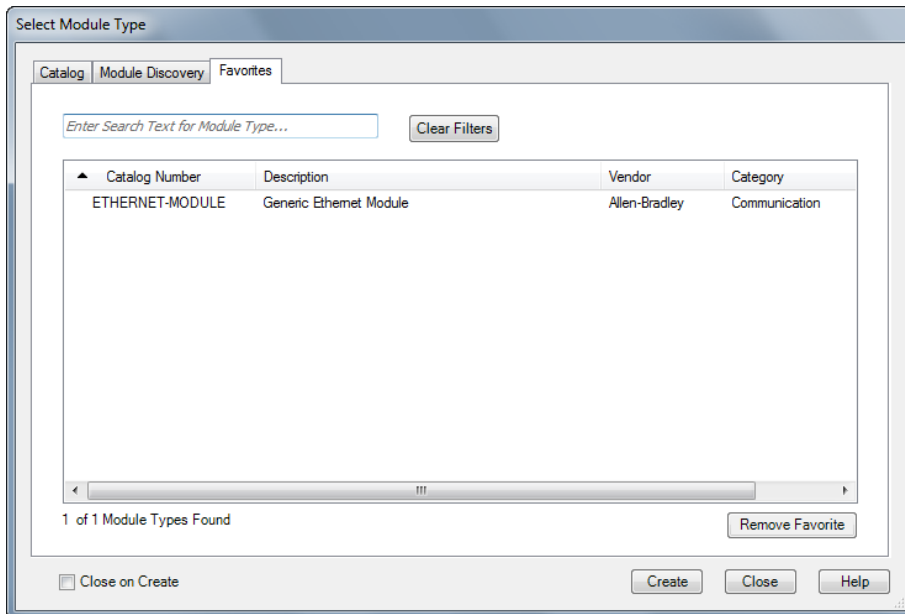 Select Module Type
Catalog Module Discovery Favorites
Enter Search Text for Module Type... Clear Filters
Catalog Number Description Vendor Category
ETHERNET-MODULE Generic Ethernet Module Allen-Bradley Communication
1 of 1 Module Types Found
Remove Favorite
Close on Create Create Close Help